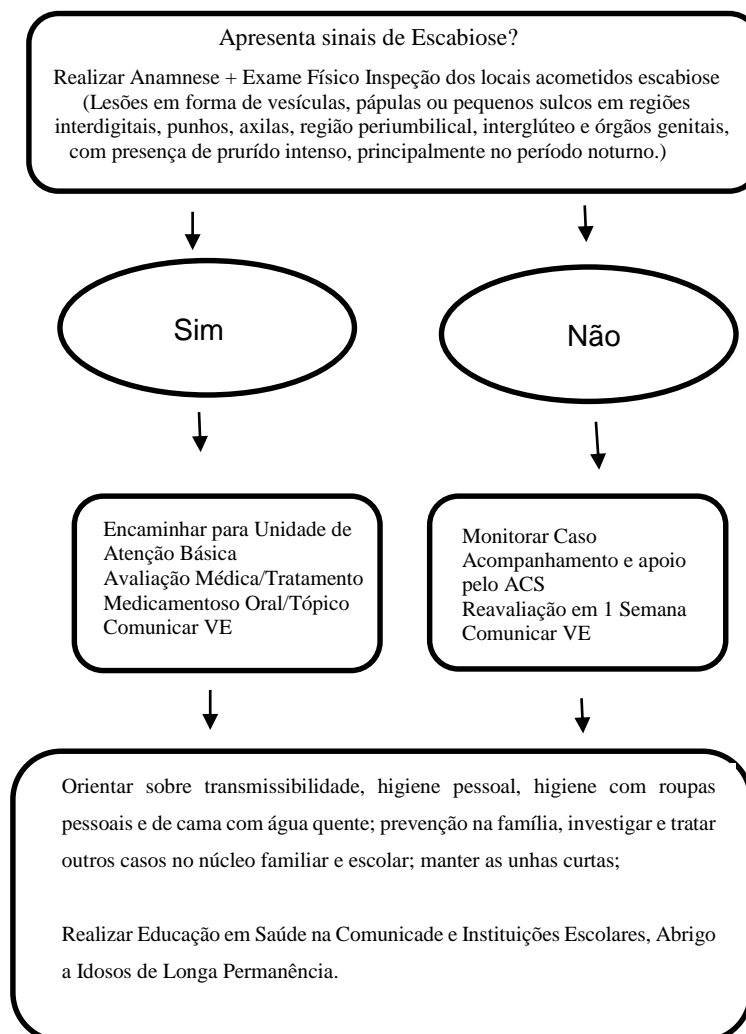 Apresenta sinais de Escabiose?
Realizar Anamnese + Exame Físico Inspeção dos locais acometidos escabiose
(Lesões em forma de vesículas, pápulas ou pequenos sulcos em regiões
interdigitais, punhos, axilas, região periumbilical, interglúteo e órgãos genitais,
com presença de prurído intenso, principalmente no período noturno.)
Sim
Não
Encaminhar para Unidade de
Atenção Básica
Avaliação Médica/Tratamento
Medicamentoso Oral/Tópico
Comunicar VE
Monitorar Caso
Acompanhamento e apoio
pelo ACS
Reavaliação em 1 Semana
Comunicar VE
Orientar sobre transmissibilidade, higiene pessoal, higiene com roupas
pessoais e de cama com água quente; prevenção na família, investigar e tratar
outros casos no núcleo familiar e escolar; manter as unhas curtas;
Realizar Educação em Saúde na Comunicade e Instituições Escolares, Abrigo
a Idosos de Longa Permanência.